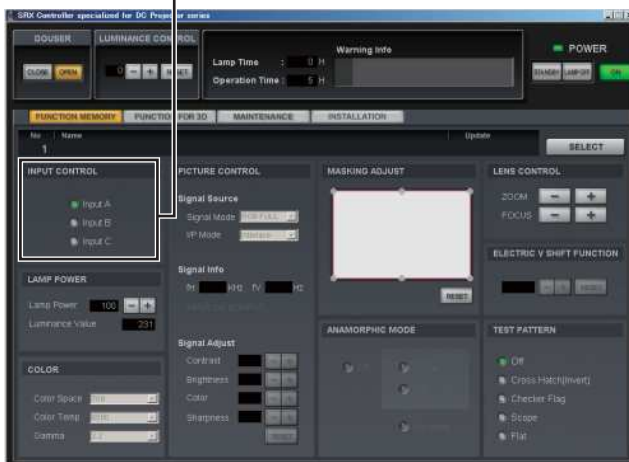 SRX Controller specialized for DC Projector series
DOUSER
CLOSE OPEN
LUMINANCE CONTROL
0 - + RESET
Lamp Time : 0 H
Operation Time : 5 H
Warning Info
POWER
STANDBY LAMP OFF ON
FUNCTION MEMORY FUNCTION FOR 3D MAINTENANCE INSTALLATION
No Name Update
1
SELECT
INPUT CONTROL
Input A
Input B
Input C
LAMP POWER
Lamp Power 100 - +
Luminance Value 231
COLOR
Color Space
Color Temp
Gamma
PICTURE CONTROL
Signal Source
Signal Mode
VP Mode
Signal Info
fH KHz fV Hz
Signal Adjust
Contrast - +
Brightness - +
Color - +
Sharpness - +
RESET
MASKING ADJUST
RESET
ANAMORPHIC MODE
LENS CONTROL
ZOOM - +
FOCUS - +
ELECTRIC V SHIFT FUNCTION
- + RESET
TEST PATTERN
Off
Cross Hatch(Invert)
Checker Flag
Scope
Flat